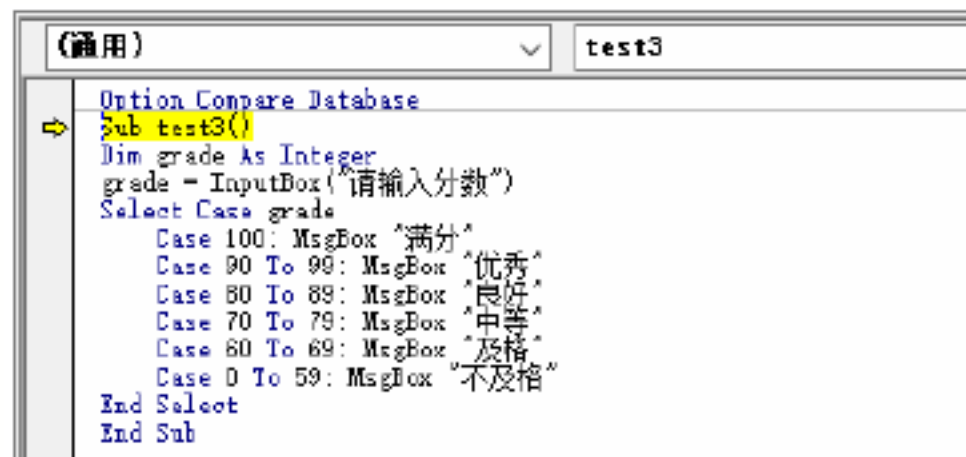 (通用)
test3
Option Compare Database
Sub test3()
Dim grade As Integer
grade = InputBox("请输入分数")
Select Case grade
Case 100: MsgBox "满分"
Case 90 To 99: MsgBox "优秀"
Case 80 To 89: MsgBox "良好"
Case 70 To 79: MsgBox "中等"
Case 60 To 69: MsgBox "及格"
Case 0 To 59: MsgBox "不及格"
End Select
End Sub